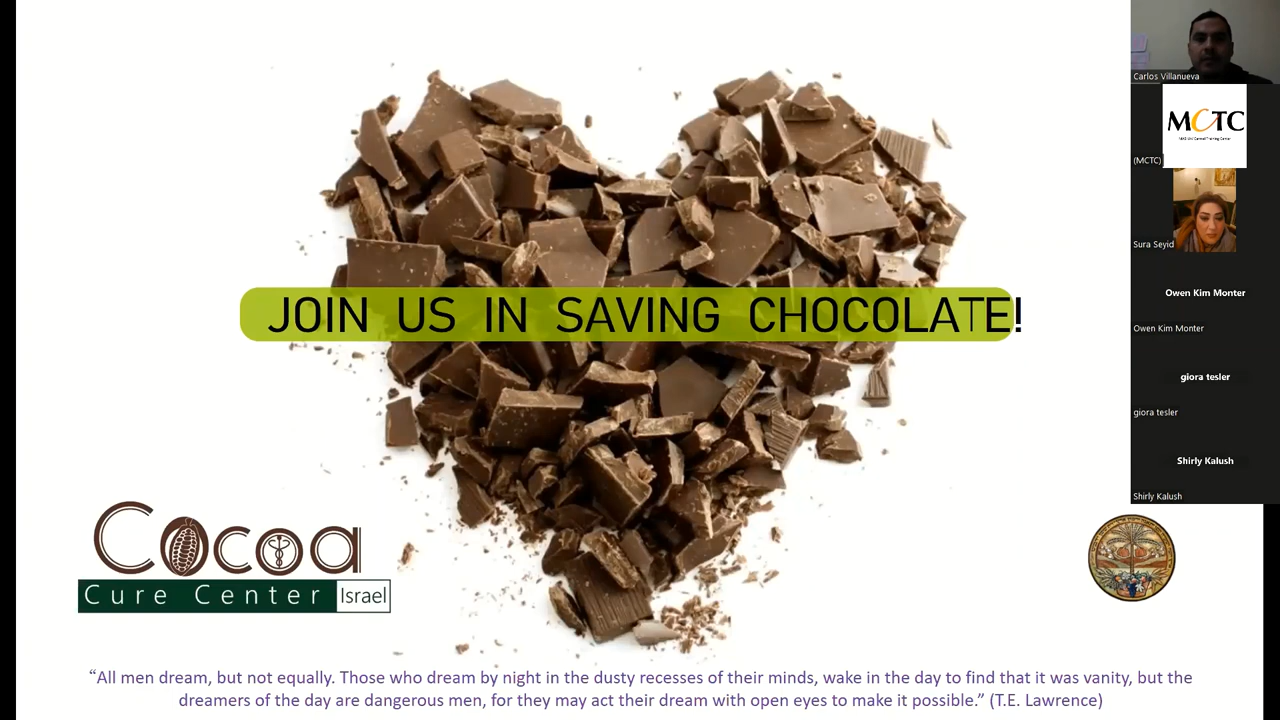 JOIN US IN SAVING CHOCOLATE!
Cocoa
Cure Center Israel
“All men dream, but not equally. Those who dream by night in the dusty recesses of their minds, wake in the day to find that it was vanity, but the
dreamers of the day are dangerous men, for they may act their dream with open eyes to make it possible.” (T.E. Lawrence)
Carlos Villanueva
MCTC
(MCTC)
Sura Seyid
Owen Kim Monter
Owen Kim Monter
giora tesler
giora tesler
Shirly Kalush
Shirly Kalush